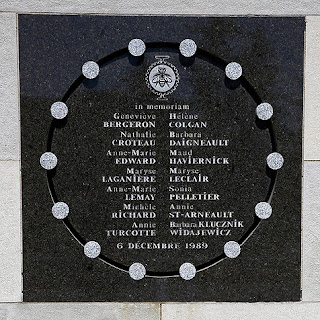 in memoriam
Geneviève Hélène
BERGERON COLGAN
Nathalie Barbara
CROTEAU DAIGNEAULT
Anne-Marie Maud
EDWARD HAVIERNICK
Maryse Maryse
LAGANIÈRE LECLAIR
Anne-Marie Sonia
LEMAY PELLETIER
Michèle Annie
RICHARD ST-ARNEAULT
Annie Barbara KLUCZNIK
TURCOTTE WIDAJEWICZ
6 DÉCEMBRE 1989